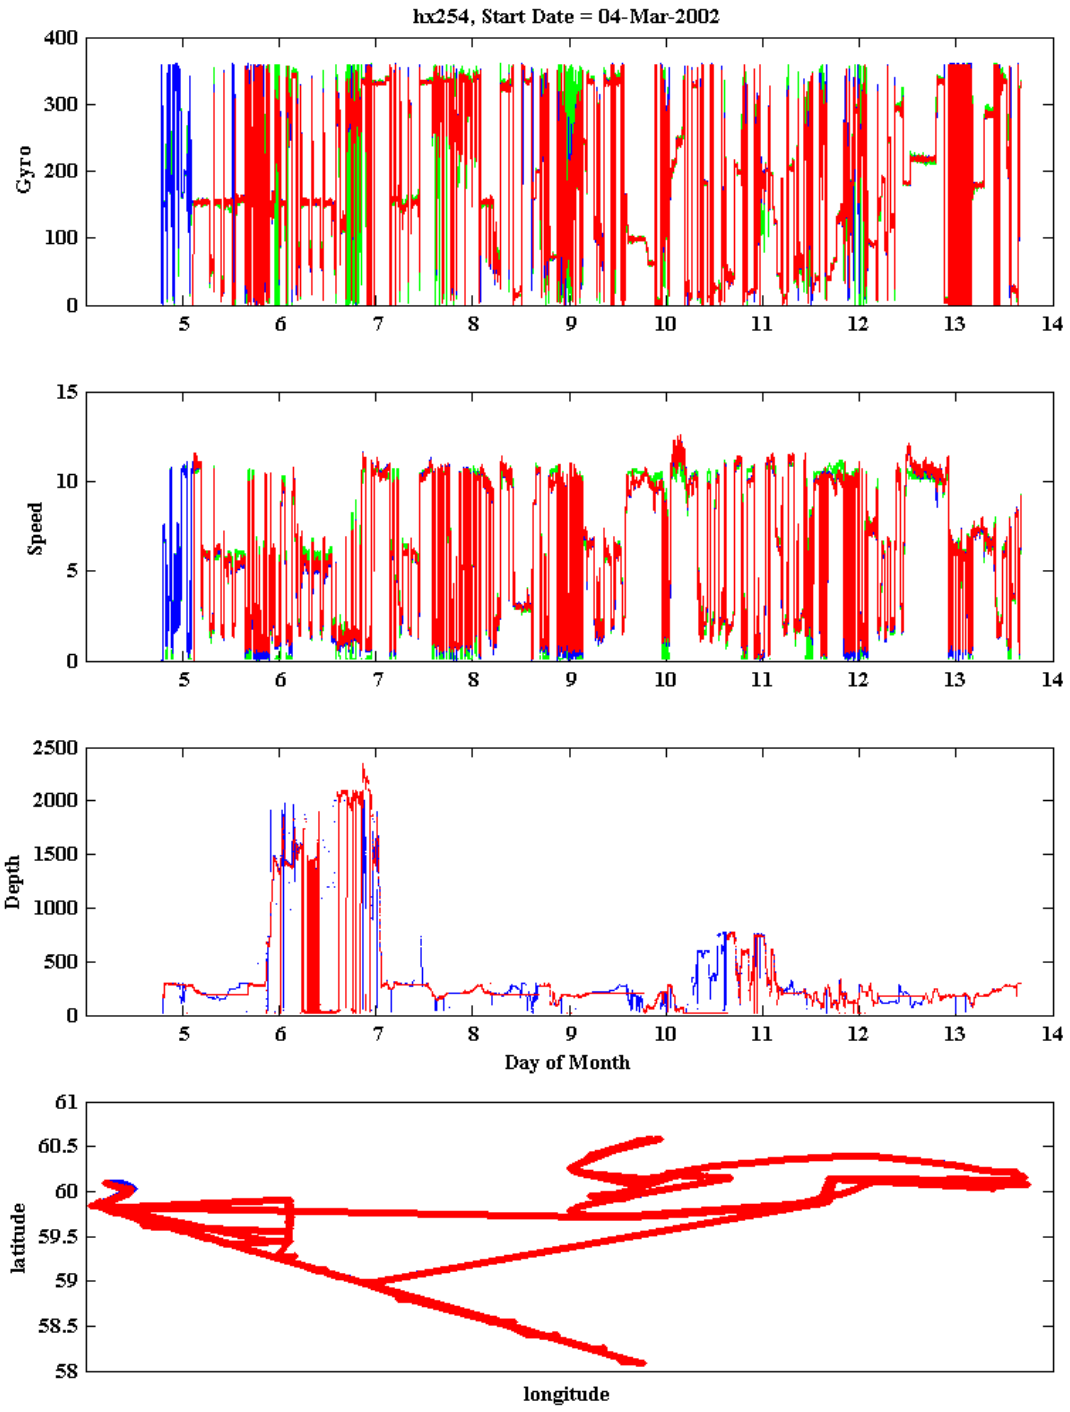 hx254, Start Date = 04-Mar-2002
400
300
200
100
0
Gyro
5 6 7 8 9 10 11 12 13 14
15
10
5
0
Speed
5 6 7 8 9 10 11 12 13 14
2500
2000
1500
1000
500
0
Depth
5 6 7 8 9 10 11 12 13 14
Day of Month
61
60.5
60
59.5
59
58.5
58
latitude
longitude